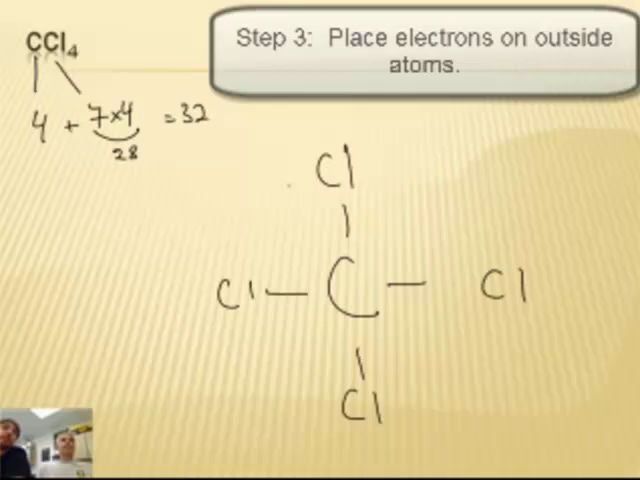 CCl₄
Step 3: Place electrons on outside
atoms.
4 + 7×4 = 32
28
Cl
Cl — C — Cl
Cl